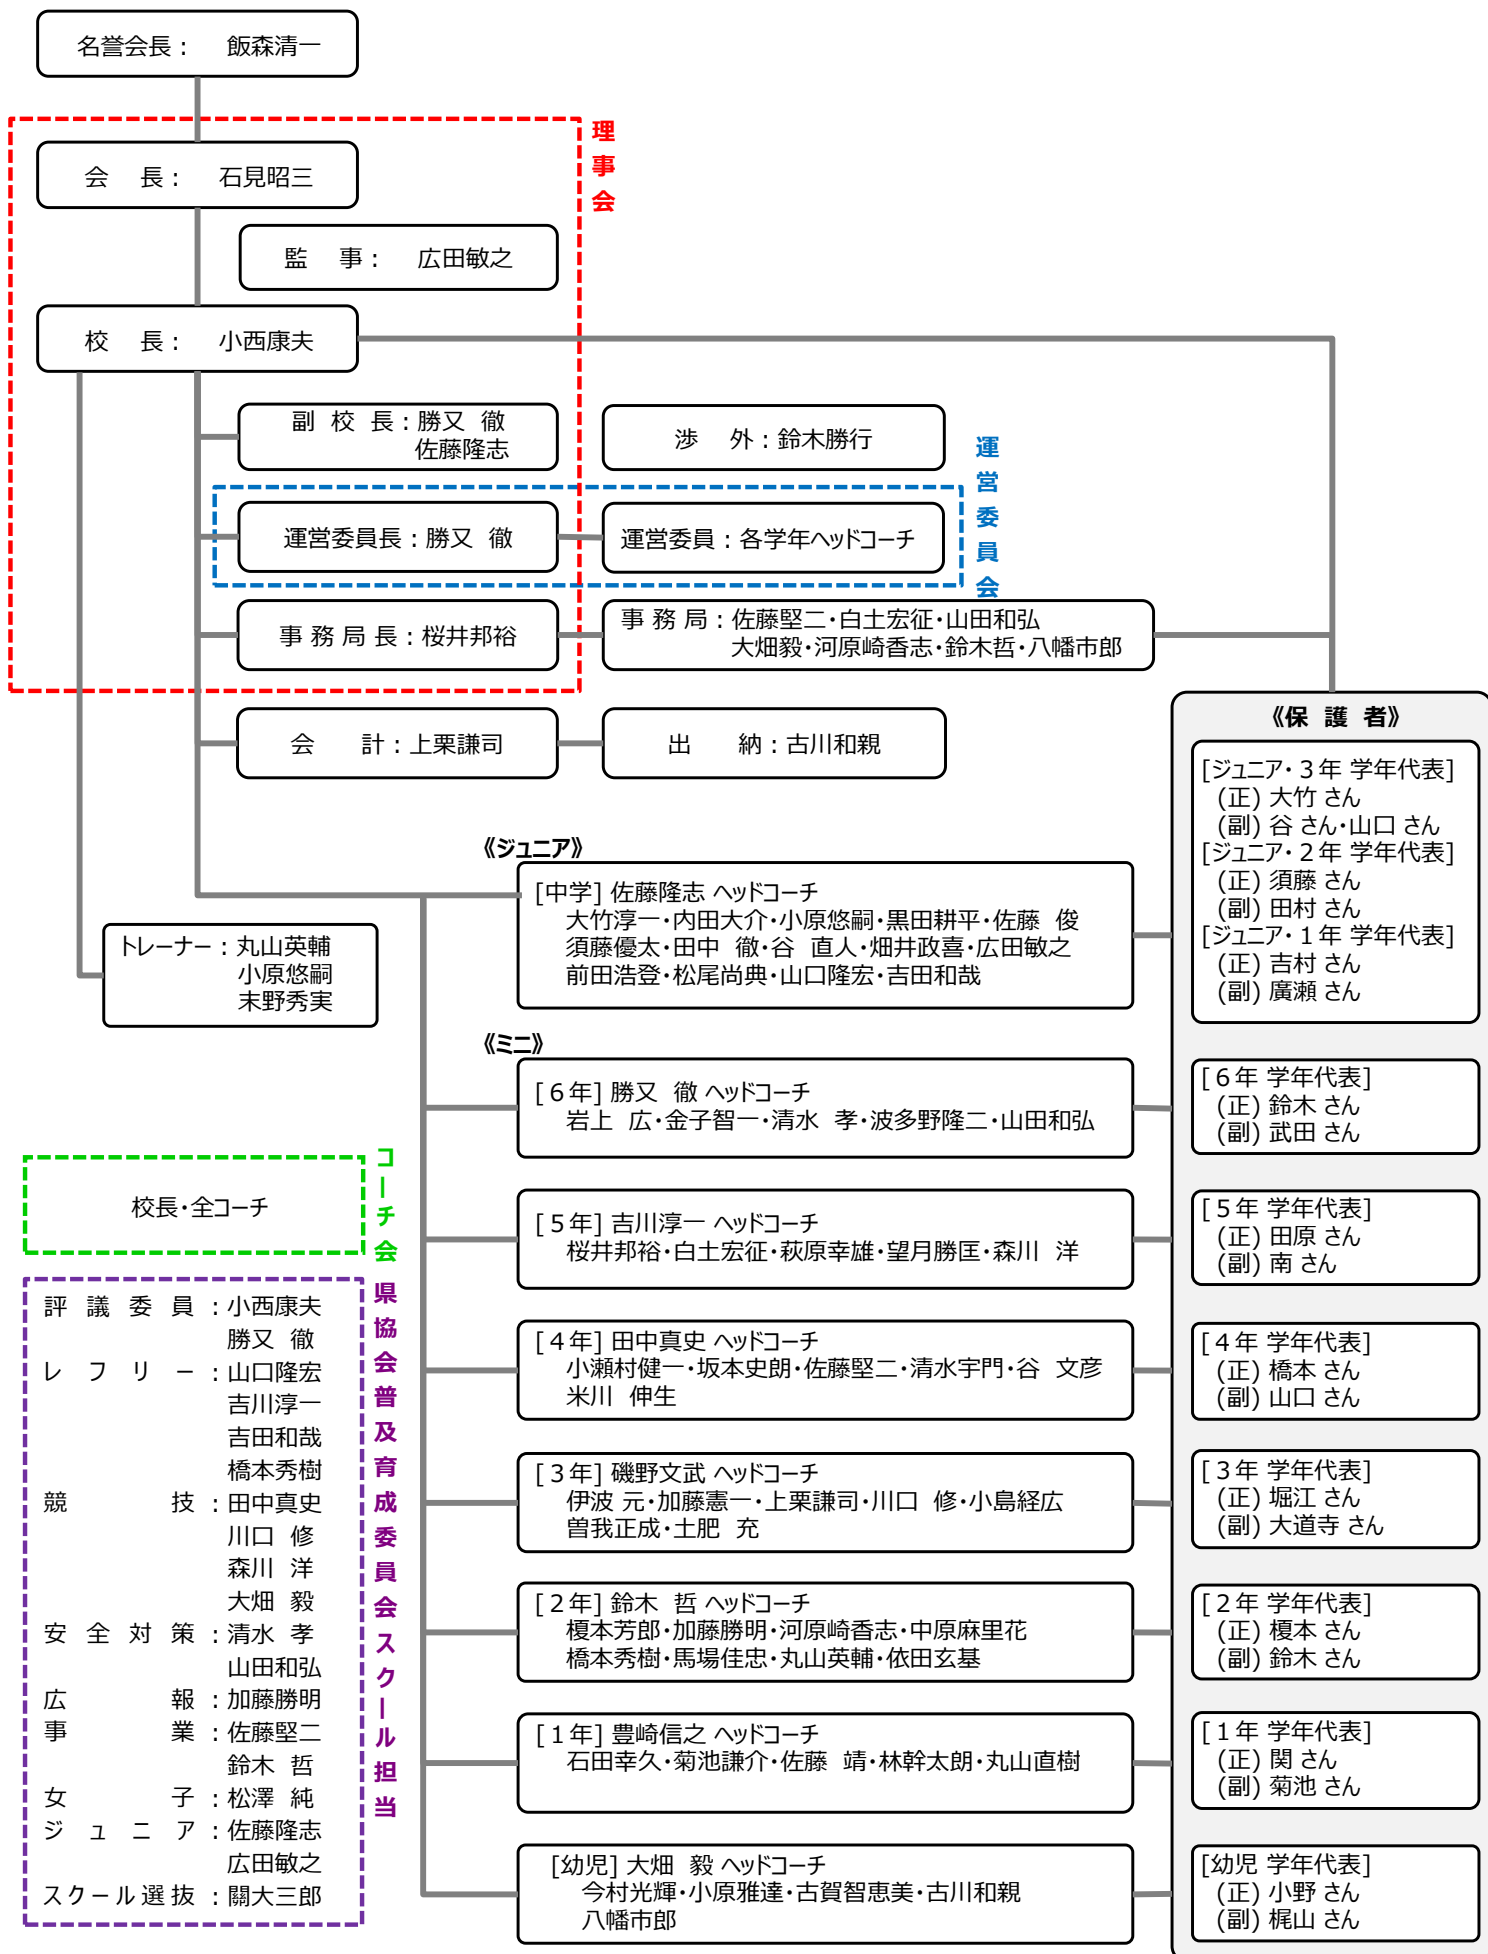 名誉会長： 飯森清一
理事会
会 長： 石見昭三
監 事： 広田敏之
校 長： 小西康夫
副 校 長：勝又 徹
佐藤隆志
渉 外：鈴木勝行
運営委員会
運営委員長：勝又 徹
運営委員：各学年ヘッドコーチ
事 務 局 長：桜井邦裕
事 務 局：佐藤堅二・白土宏征・山田和弘
大畑毅・河原崎香志・鈴木哲・八幡市郎
会 計：上栗謙司
出 納：古川和親
トレーナー：丸山英輔
小原悠嗣
末野秀実
《ジュニア》
[中学] 佐藤隆志 ヘッドコーチ
大竹淳一・内田大介・小原悠嗣・黒田耕平・佐藤 俊
須藤優太・田中 徹・谷 直人・畑井政喜・広田敏之
前田浩登・松尾尚典・山口隆宏・吉田和哉
《ミニ》
[６年] 勝又 徹 ヘッドコーチ
岩上 広・金子智一・清水 孝・波多野隆二・山田和弘
[５年] 吉川淳一 ヘッドコーチ
桜井邦裕・白土宏征・萩原幸雄・望月勝匡・森川 洋
[４年] 田中真史 ヘッドコーチ
小瀬村健一・坂本史朗・佐藤堅二・清水宇門・谷 文彦
米川 伸生
[３年] 磯野文武 ヘッドコーチ
伊波 元・加藤憲一・上栗謙司・川口 修・小島経広
曽我正成・土肥 充
[２年] 鈴木 哲 ヘッドコーチ
榎本芳郎・加藤勝明・河原崎香志・中原麻里花
橋本秀樹・馬場佳忠・丸山英輔・依田玄基
[１年] 豊崎信之 ヘッドコーチ
石田幸久・菊池謙介・佐藤 靖・林幹太朗・丸山直樹
[幼児] 大畑 毅 ヘッドコーチ
今村光輝・小原雅達・古賀智恵美・古川和親
八幡市郎
《保 護 者》
[ジュニア・３年 学年代表]
(正) 大竹 さん
(副) 谷 さん・山口 さん
[ジュニア・２年 学年代表]
(正) 須藤 さん
(副) 田村 さん
[ジュニア・１年 学年代表]
(正) 吉村 さん
(副) 廣瀬 さん
[６年 学年代表]
(正) 鈴木 さん
(副) 武田 さん
[５年 学年代表]
(正) 田原 さん
(副) 南 さん
[４年 学年代表]
(正) 橋本 さん
(副) 山口 さん
[３年 学年代表]
(正) 堀江 さん
(副) 大道寺 さん
[２年 学年代表]
(正) 榎本 さん
(副) 鈴木 さん
[１年 学年代表]
(正) 関 さん
(副) 菊池 さん
[幼児 学年代表]
(正) 小野 さん
(副) 梶山 さん
コーチ会
校長・全コーチ
県協会普及育成委員会スクール担当
評 議 委 員：小西康夫
勝又 徹
レ フ リ ー：山口隆宏
吉川淳一
吉田和哉
橋本秀樹
競 技：田中真史
川口 修
森川 洋
大畑 毅
安 全 対 策：清水 孝
山田和弘
広 報：加藤勝明
事 業：佐藤堅二
鈴木 哲
女 子：松澤 純
ジ ュ ニ ア：佐藤隆志
広田敏之
スクール選抜：關大三郎